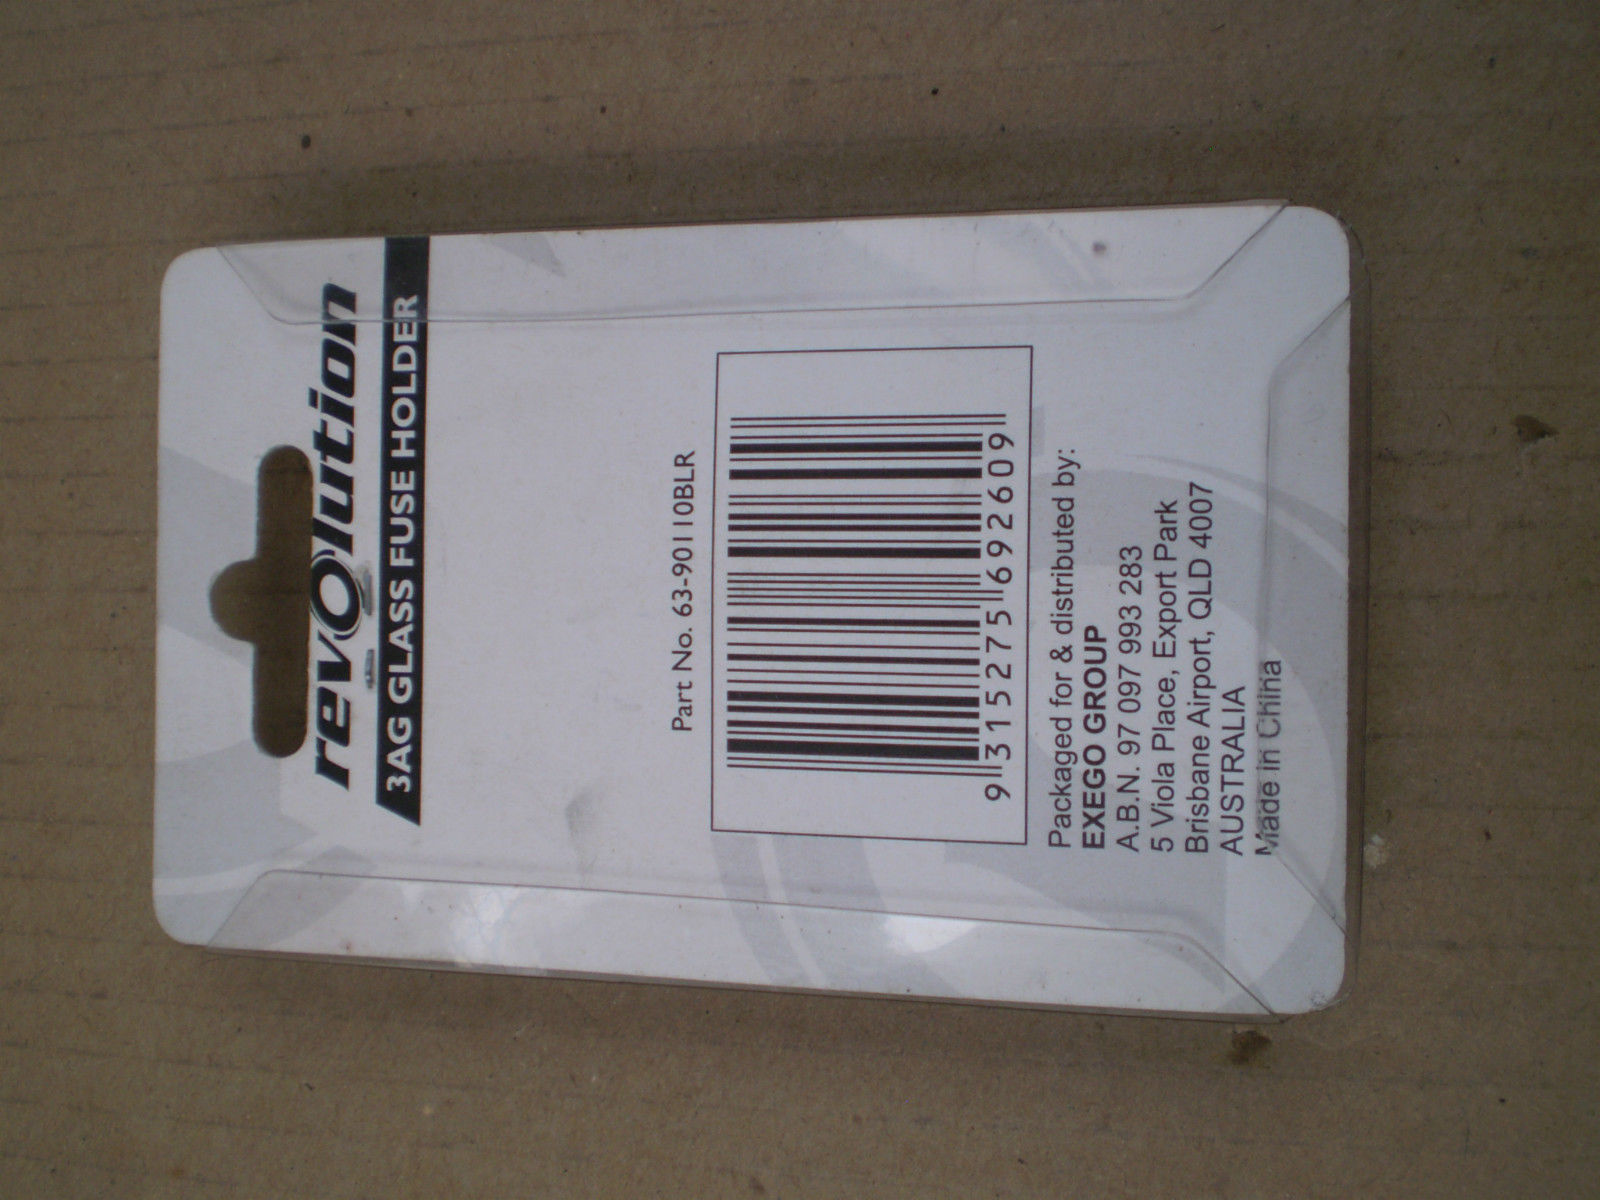 revolution
3AG GLASS FUSE HOLDER
Part No. 63-90110BLR
9 315275 692609
Packaged for & distributed by:
EXEGO GROUP
A.B.N. 97 097 993 283
5 Viola Place, Export Park
Brisbane Airport, QLD 4007
AUSTRALIA
Made in China